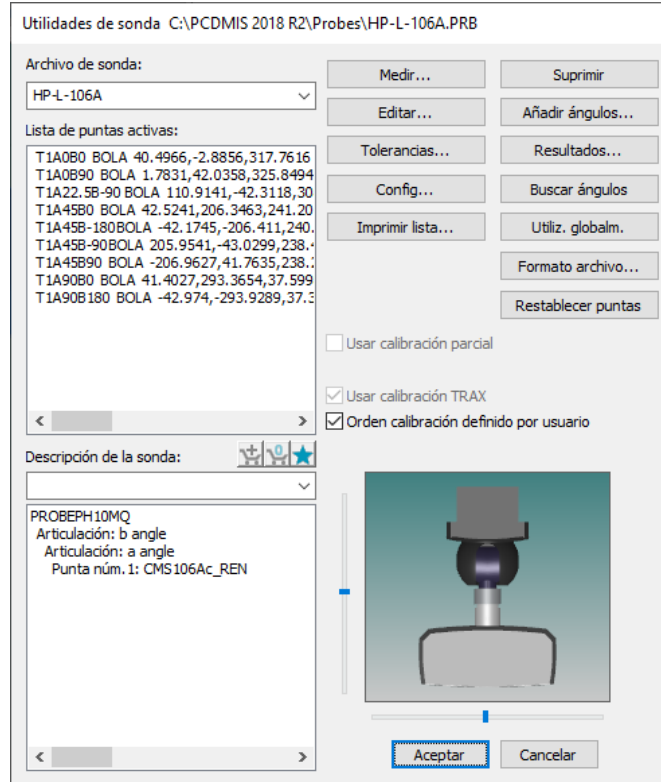 Utilidades de sonda C:\PCDMIS 2018 R2\Probes\HP-L-106A.PRB
Archivo de sonda:
HP-L-106A
Lista de puntas activas:
T1A0B0 BOLA 40.4966,-2.8856,317.7616
T1A0B90 BOLA 1.7831,42.0358,325.8494
T1A22.5B-90 BOLA 110.9141,-42.3118,30
T1A45B0 BOLA 42.5241,206.3463,241.20
T1A45B-180BOLA -42.1745,-206.411,240.
T1A45B-90BOLA 205.9541,-43.0299,238.
T1A45B90 BOLA -206.9627,41.7635,238.
T1A90B0 BOLA 41.4027,293.3654,37.599
T1A90B180 BOLA -42.974,-293.9289,37.
Medir...
Suprimir
Editar...
Añadir ángulos...
Tolerancias...
Resultados...
Config...
Buscar ángulos
Imprimir lista...
Utiliz. globalm.
Formato archivo...
Restablecer puntas
Usar calibración parcial
Usar calibración TRAX
Orden calibración definido por usuario
Descripción de la sonda:
PROBEPH10MQ
Articulación: b angle
Articulación: a angle
Punta núm.1: CMS106Ac_REN
Aceptar
Cancelar